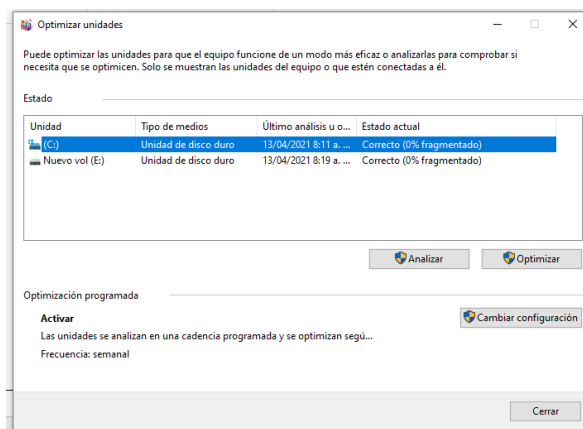 Optimizar unidades
Puede optimizar las unidades para que el equipo funcione de un modo más eficaz o analizarlas para comprobar si
necesita que se optimicen. Solo se muestran las unidades del equipo o que estén conectadas a él.
Estado
Unidad Tipo de medios Último análisis u o... Estado actual
(C:) Unidad de disco duro 13/04/2021 8:11 a. ... Correcto (0% fragmentado)
Nuevo vol (E:) Unidad de disco duro 13/04/2021 8:19 a. ... Correcto (0% fragmentado)
Analizar Optimizar
Optimización programada
Activar Cambiar configuración
Las unidades se analizan en una cadencia programada y se optimizan segú...
Frecuencia: semanal
Cerrar